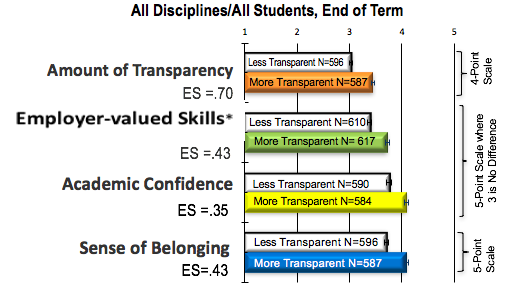 All Disciplines/All Students, End of Term
1 2 3 4 5
Amount of Transparency
ES =.70
Less Transparent N=596
More Transparent N=587
4-Point
Scale
Employer-valued Skills*
ES =.43
Less Transparent N=610
More Transparent N= 617
Academic Confidence
ES =.35
Less Transparent N=590
More Transparent N=584
5-Point Scale where
3 is No Difference
Sense of Belonging
ES=.43
Less Transparent N=596
More Transparent N=587
5-Point
Scale